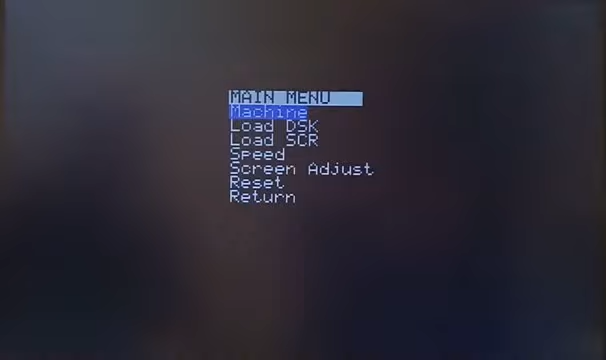 MAIN MENU
Machine
Load DSK
Load SCR
Speed
Screen Adjust
Reset
Return